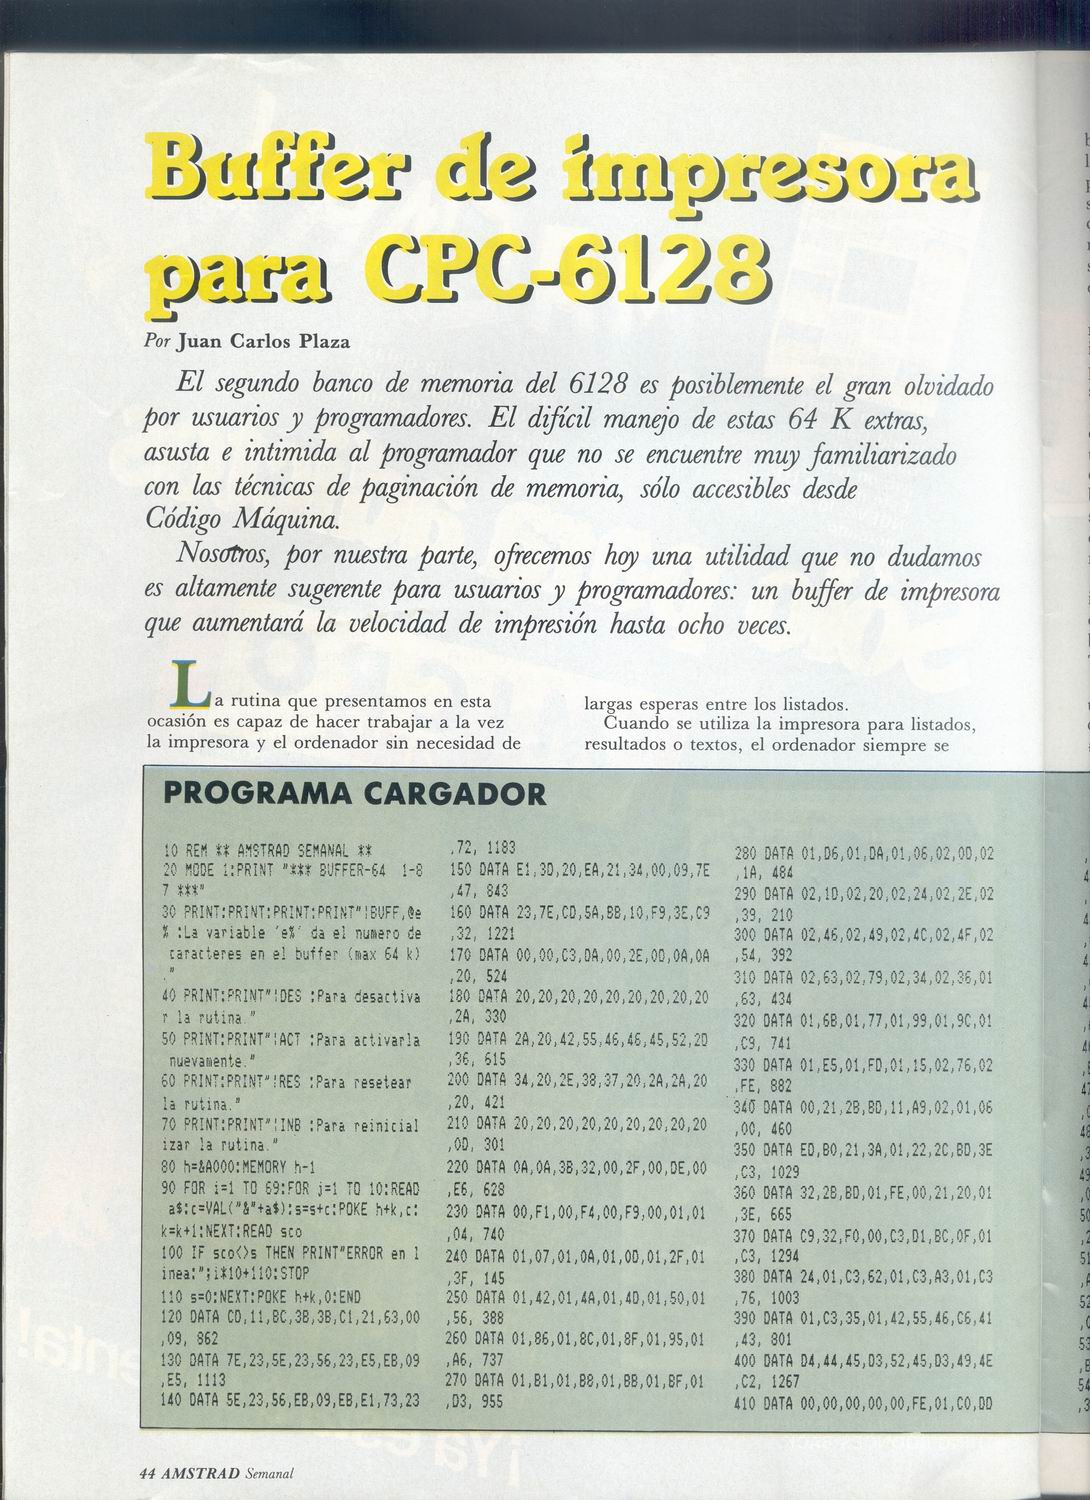 Buffer de impresora
para CPC-6128
Por Juan Carlos Plaza
El segundo banco de memoria del 6128 es posiblemente el gran olvidado
por usuarios y programadores. El difícil manejo de estas 64 K extras,
asusta e intimida al programador que no se encuentre muy familiarizado
con las técnicas de paginación de memoria, sólo accesibles desde
Código Máquina.
Nosotros, por nuestra parte, ofrecemos hoy una utilidad que no dudamos
es altamente sugerente para usuarios y programadores: un buffer de impresora
que aumentará la velocidad de impresión hasta ocho veces.
La rutina que presentamos en esta
ocasión es capaz de hacer trabajar a la vez
la impresora y el ordenador sin necesidad de
largas esperas entre los listados.
Cuando se utiliza la impresora para listados,
resultados o textos, el ordenador siempre se
PROGRAMA CARGADOR
10 REM ** AMSTRAD SEMANAL **
20 MODE 1:PRINT "*** BUFFER-64  1-8
7 ***"
30 PRINT:PRINT:PRINT:PRINT"|BUFF,@e
% :La variable 'e%' da el numero de
caracteres en el buffer (max 64 k)
."
40 PRINT:PRINT"|DES :Para desactiva
r la rutina."
50 PRINT:PRINT"|ACT :Para activarla
nuevamente."
60 PRINT:PRINT"|RES :Para resetear
la rutina."
70 PRINT:PRINT"|INB :Para reinicial
izar la rutina."
80 h=&A000:MEMORY h-1
90 FOR i=1 TO 69:FOR j=1 TO 10:READ
a$:c=VAL("&"+a$):s=s+c:POKE h+k,c:
k=k+1:NEXT:READ sco
100 IF sco<>s THEN PRINT"ERROR en l
inea:";i*10+110:STOP
110 s=0:NEXT:POKE h+k,0:END
120 DATA CD,11,BC,3B,3B,C1,21,63,00
,09, 862
130 DATA 7E,23,5E,23,56,23,E5,EB,09
,E5, 1113
140 DATA 5E,23,56,EB,09,EB,E1,73,23
,72, 1183
150 DATA E1,3D,20,EA,21,34,00,09,7E
,47, 843
160 DATA 23,7E,CD,5A,BB,10,F9,3E,C9
,32, 1221
170 DATA 00,00,C3,DA,00,2E,0D,0A,0A
,20, 524
180 DATA 20,20,20,20,20,20,20,20,20
,2A, 330
190 DATA 2A,20,42,55,46,46,45,52,2D
,36, 615
200 DATA 34,20,2E,38,37,20,2A,2A,20
,20, 421
210 DATA 20,20,20,20,20,20,20,20,20
,0D, 301
220 DATA 0A,0A,3B,32,00,2F,00,DE,00
,E6, 628
230 DATA 00,F1,00,F4,00,F9,00,01,01
,04, 740
240 DATA 01,07,01,0A,01,0D,01,2F,01
,3F, 145
250 DATA 01,42,01,4A,01,4D,01,50,01
,56, 388
260 DATA 01,86,01,8C,01,8F,01,95,01
,A6, 737
270 DATA 01,B1,01,B8,01,BB,01,BF,01
,D3, 955
280 DATA 01,D6,01,DA,01,06,02,0D,02
,1A, 484
290 DATA 02,1D,02,20,02,24,02,2E,02
,39, 210
300 DATA 02,46,02,49,02,4C,02,4F,02
,54, 392
310 DATA 02,63,02,79,02,34,02,36,01
,63, 434
320 DATA 01,6B,01,77,01,99,01,9C,01
,C9, 741
330 DATA 01,E5,01,FD,01,15,02,76,02
,FE, 882
340 DATA 00,21,2B,BD,11,A9,02,01,06
,00, 460
350 DATA ED,B0,21,3A,01,22,2C,BD,3E
,C3, 1029
360 DATA 32,2B,BD,01,FE,00,21,20,01
,3E, 665
370 DATA C9,32,F0,00,C3,D1,BC,0F,01
,C3, 1294
380 DATA 24,01,C3,62,01,C3,A3,01,C3
,76, 1003
390 DATA 01,C3,35,01,42,55,46,C6,41
,43, 801
400 DATA D4,44,45,D3,52,45,D3,49,4E
,C2, 1267
410 DATA 00,00,00,00,00,FE,01,C0,DD
44 AMSTRAD Semanal